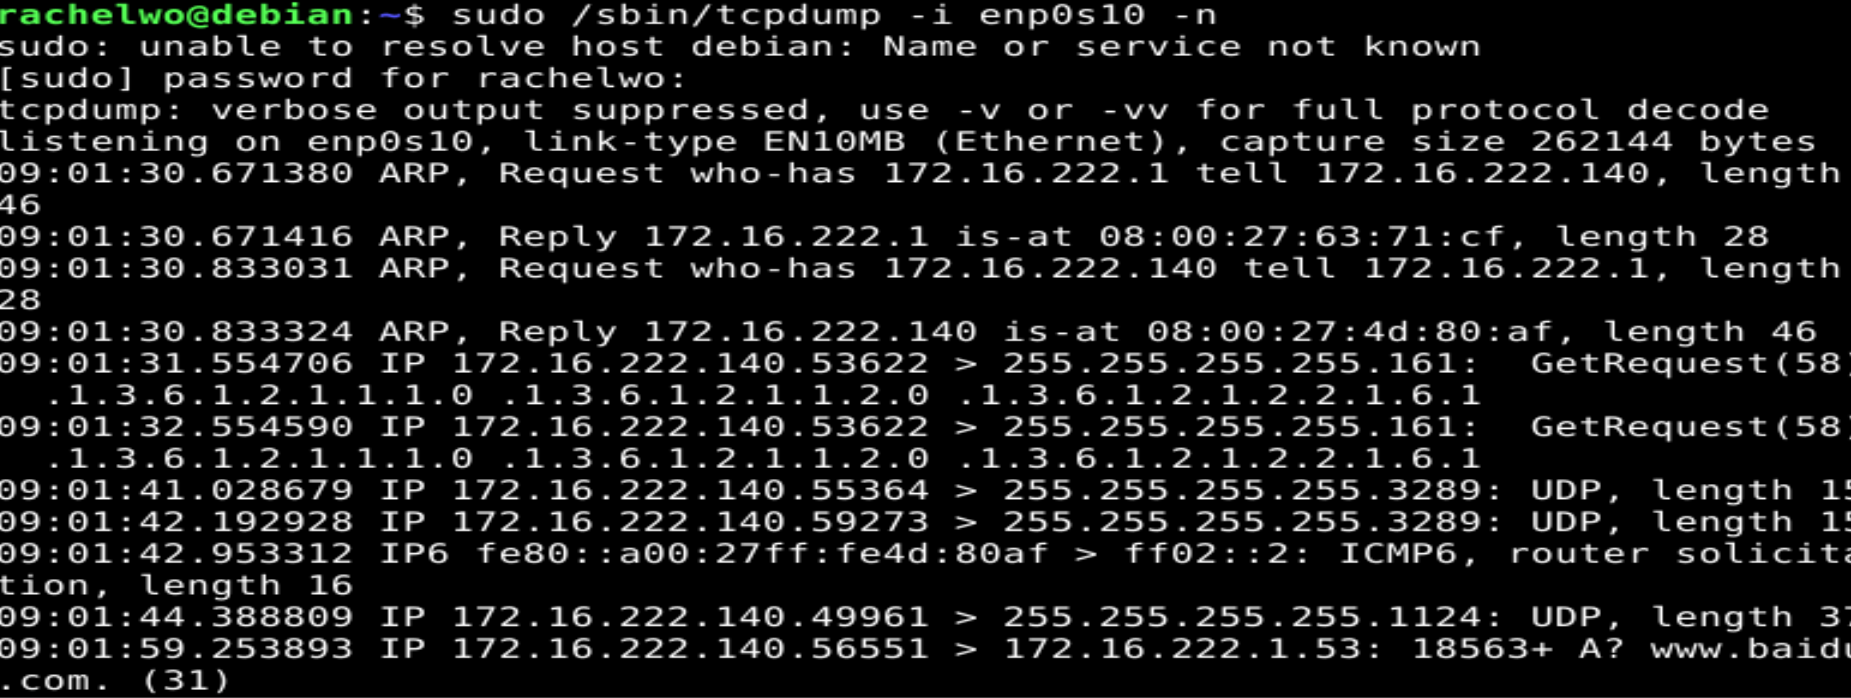 rachelwo@debian:~$ sudo /sbin/tcpdump -i enp0s10 -n
sudo: unable to resolve host debian: Name or service not known
[sudo] password for rachelwo:
tcpdump: verbose output suppressed, use -v or -vv for full protocol decode
listening on enp0s10, link-type EN10MB (Ethernet), capture size 262144 bytes
09:01:30.671380 ARP, Request who-has 172.16.222.1 tell 172.16.222.140, length
46
09:01:30.671416 ARP, Reply 172.16.222.1 is-at 08:00:27:63:71:cf, length 28
09:01:30.833031 ARP, Request who-has 172.16.222.140 tell 172.16.222.1, length
28
09:01:30.833324 ARP, Reply 172.16.222.140 is-at 08:00:27:4d:80:af, length 46
09:01:31.554706 IP 172.16.222.140.53622 > 255.255.255.255.161:  GetRequest(58)
  .1.3.6.1.2.1.1.1.0 .1.3.6.1.2.1.1.2.0 .1.3.6.1.2.1.2.2.1.6.1
09:01:32.554590 IP 172.16.222.140.53622 > 255.255.255.255.161:  GetRequest(58)
  .1.3.6.1.2.1.1.1.0 .1.3.6.1.2.1.1.2.0 .1.3.6.1.2.1.2.2.1.6.1
09:01:41.028679 IP 172.16.222.140.55364 > 255.255.255.255.3289: UDP, length 15
09:01:42.192928 IP 172.16.222.140.59273 > 255.255.255.255.3289: UDP, length 15
09:01:42.953312 IP6 fe80::a00:27ff:fe4d:80af > ff02::2: ICMP6, router solicita
tion, length 16
09:01:44.388809 IP 172.16.222.140.49961 > 255.255.255.255.1124: UDP, length 37
09:01:59.253893 IP 172.16.222.140.56551 > 172.16.222.1.53: 18563+ A? www.baidu
.com. (31)